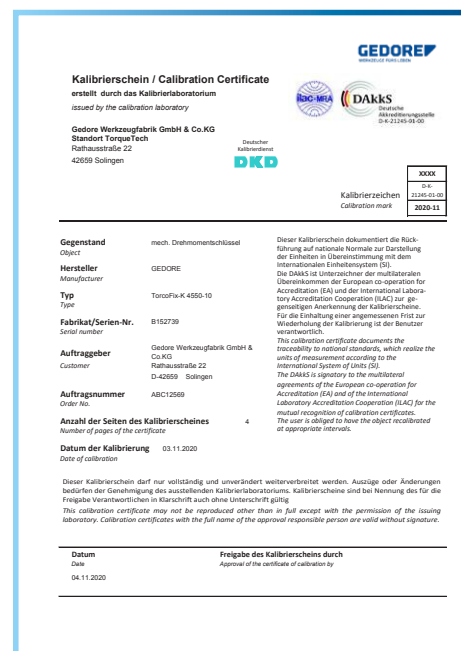 GEDORE
WERKZEUGE FÜRS LEBEN
Kalibrierschein / Calibration Certificate
erstellt durch das Kalibrierlaboratorium
issued by the calibration laboratory
ilac-MRA
DAkkS
Deutsche
Akkreditierungsstelle
D-K-21245-01-00
Gedore Werkzeugfabrik GmbH & Co.KG
Standort TorqueTech
Rathausstraße 22
42659 Solingen
Deutscher
Kalibrierdienst
DKD
Kalibrierzeichen
Calibration mark
XXXX
D-K-
21245-01-00
2020-11
Gegenstand
Object
mech. Drehmomentschlüssel
Hersteller
Manufacturer
GEDORE
Typ
Type
TorcoFix-K 4550-10
Fabrikat/Serien-Nr.
Serial number
B152739
Auftraggeber
Customer
Gedore Werkzeugfabrik GmbH &
Co.KG
Rathausstraße 22
D-42659 Solingen
Auftragsnummer
Order No.
ABC12569
Anzahl der Seiten des Kalibrierscheines
Number of pages of the certificate
4
Datum der Kalibrierung
Date of calibration
03.11.2020
Dieser Kalibrierschein dokumentiert die Rück-
führung auf nationale Normale zur Darstellung
der Einheiten in Übereinstimmung mit dem
Internationalen Einheitensystem (SI).
Die DAkkS ist Unterzeichner der multilateralen
Übereinkommen der European co-operation for
Accreditation (EA) und der International Labora-
tory Accreditation Cooperation (ILAC) zur ge-
genseitigen Anerkennung der Kalibrierscheine.
Für die Einhaltung einer angemessenen Frist zur
Wiederholung der Kalibrierung ist der Benutzer
verantwortlich.
This calibration certificate documents the
traceability to national standards, which realize the
units of measurement according to the
International System of Units (SI).
The DAkkS is signatory to the multilateral
agreements of the European co-operation for
Accreditation (EA) and of the International
Laboratory Accreditation Cooperation (ILAC) for the
mutual recognition of calibration certificates.
The user is obliged to have the object recalibrated
at appropriate intervals.
Dieser Kalibrierschein darf nur vollständig und unverändert weiterverbreitet werden. Auszüge oder Änderungen
bedürfen der Genehmigung des ausstellenden Kalibrierlaboratoriums. Kalibrierscheine sind bei Nennung des für die
Freigabe Verantwortlichen in Klarschrift auch ohne Unterschrift gültig
This calibration certificate may not be reproduced other than in full except with the permission of the issuing
laboratory. Calibration certificates with the full name of the approval responsible person are valid without signature.
Datum
Date
04.11.2020
Freigabe des Kalibrierscheins durch
Approval of the certificate of calibration by